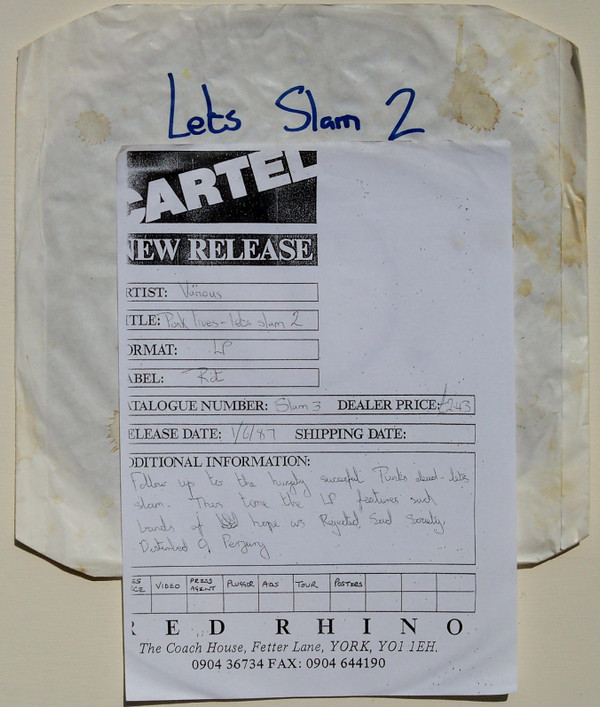 Lets Slam 2
CARTEL
NEW RELEASE
RTIST: Various
ITLE: Punk lives - lets slam 2
ORMAT: LP
ABEL: Rot
ATALOGUE NUMBER: Slam 3 DEALER PRICE: £2.43
ELEASE DATE: 1/6/87 SHIPPING DATE:
DDITIONAL INFORMATION:
Follow up to the hugely sucessful Punks dead - lets
slam. This time the LP features such
bands of hope as Rejected, Sad Society,
Disturbed, Perjury
VIDEO PRESS AGENT PLUGGER ADS TOUR POSTERS
RED RHINO
The Coach House, Fetter Lane, YORK, YO1 1EH.
0904 36734 FAX: 0904 644190